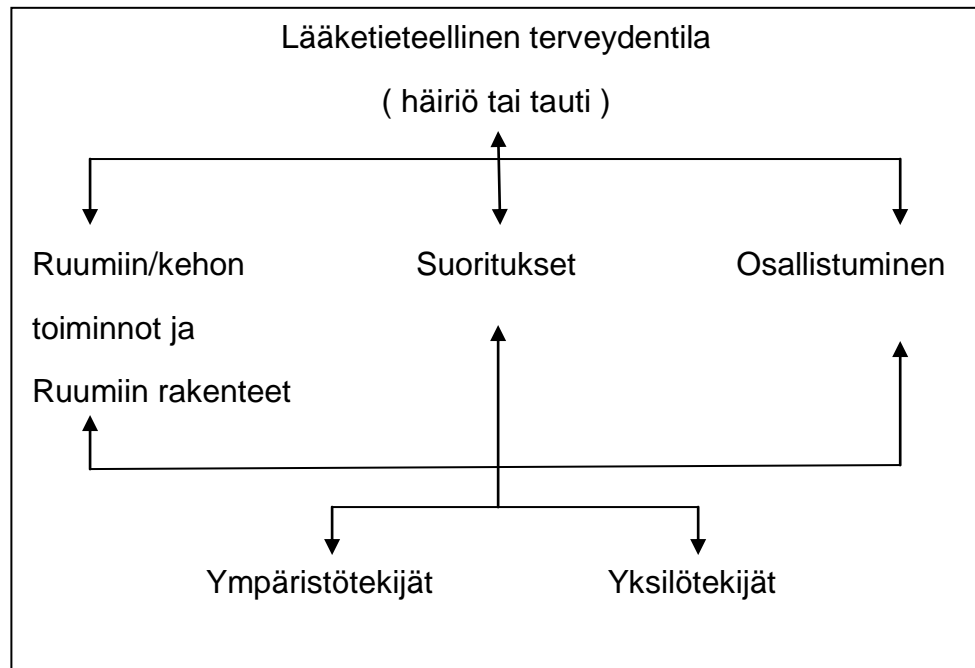 Lääketieteellinen terveydentila
( häiriö tai tauti )
Ruumiin/kehon
toiminnot ja
Ruumiin rakenteet
Suoritukset
Osallistuminen
Ympäristötekijät
Yksilötekijät